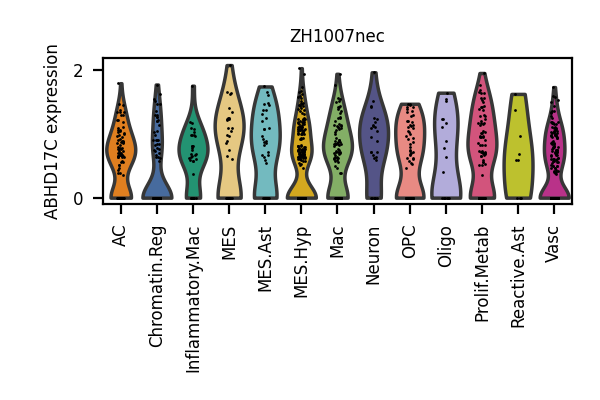 ZH1007nec
ABHD17C expression
2
0
AC
Chromatin.Reg
Inflammatory.Mac
MES
MES.Ast
MES.Hyp
Mac
Neuron
OPC
Oligo
Prolif.Metab
Reactive.Ast
Vasc